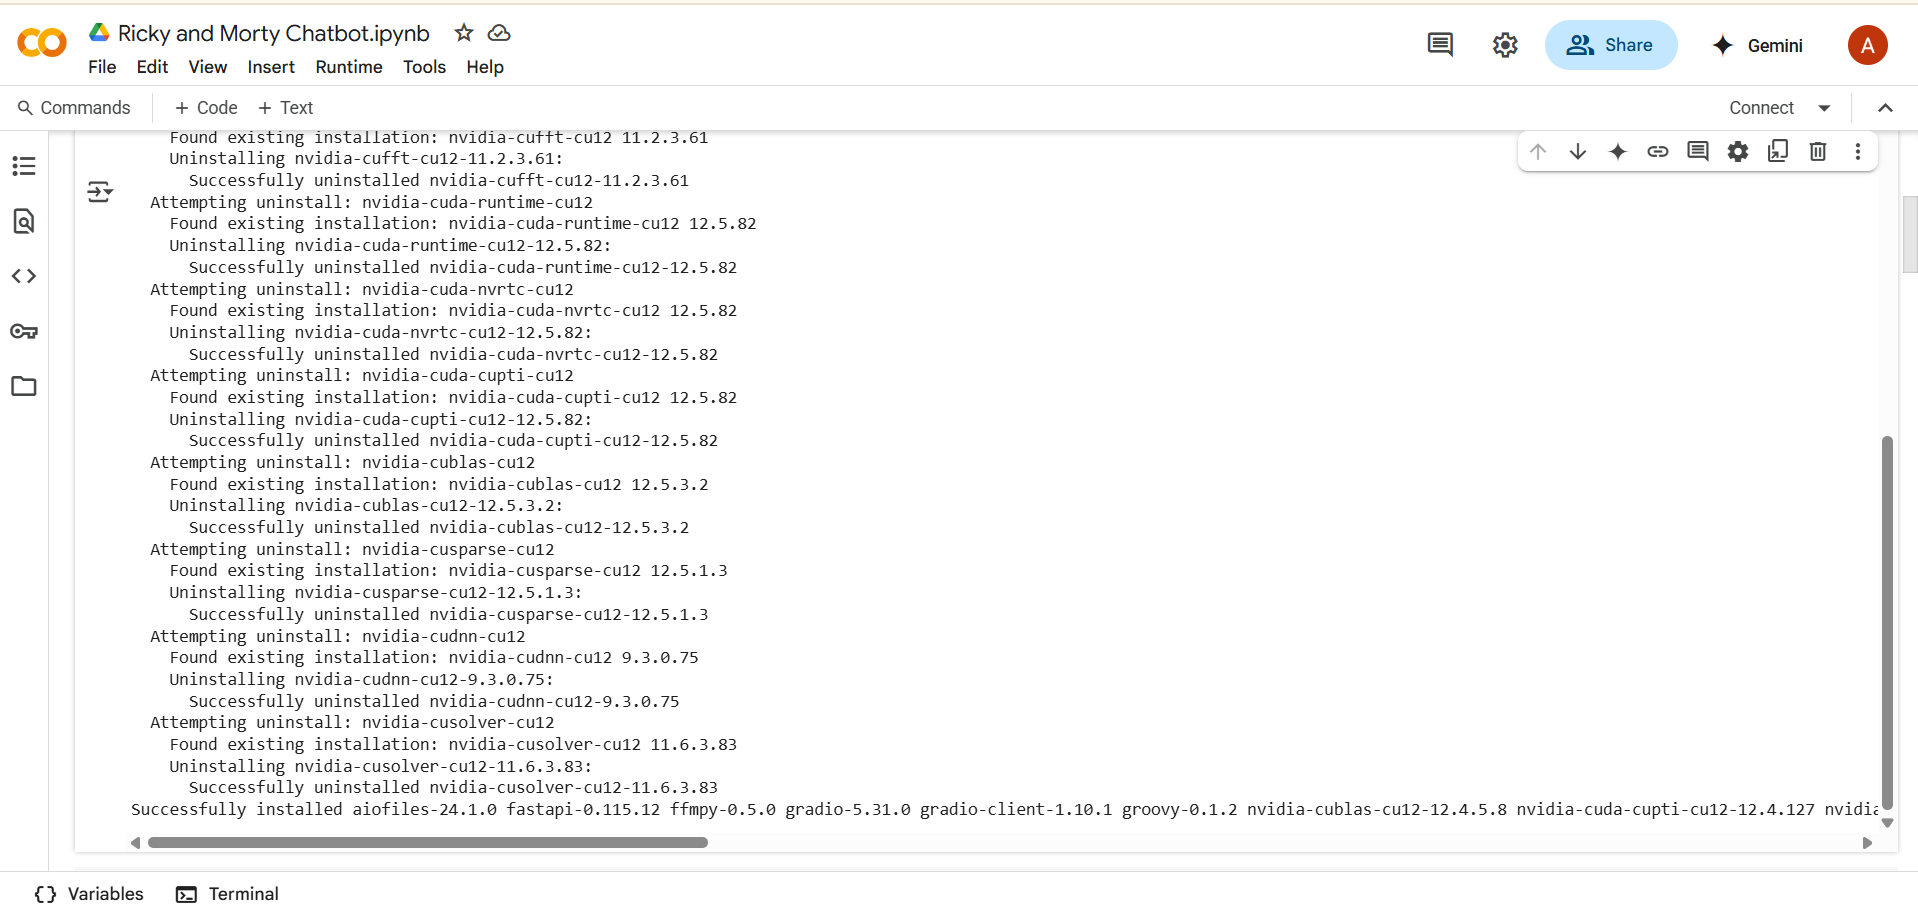 Ricky and Morty Chatbot.ipynb
File Edit View Insert Runtime Tools Help
Share
Gemini
A
Commands
+ Code + Text
Connect
Found existing installation: nvidia-cufft-cu12 11.2.3.61
Uninstalling nvidia-cufft-cu12-11.2.3.61:
Successfully uninstalled nvidia-cufft-cu12-11.2.3.61
Attempting uninstall: nvidia-cuda-runtime-cu12
Found existing installation: nvidia-cuda-runtime-cu12 12.5.82
Uninstalling nvidia-cuda-runtime-cu12-12.5.82:
Successfully uninstalled nvidia-cuda-runtime-cu12-12.5.82
Attempting uninstall: nvidia-cuda-nvrtc-cu12
Found existing installation: nvidia-cuda-nvrtc-cu12 12.5.82
Uninstalling nvidia-cuda-nvrtc-cu12-12.5.82:
Successfully uninstalled nvidia-cuda-nvrtc-cu12-12.5.82
Attempting uninstall: nvidia-cuda-cupti-cu12
Found existing installation: nvidia-cuda-cupti-cu12 12.5.82
Uninstalling nvidia-cuda-cupti-cu12-12.5.82:
Successfully uninstalled nvidia-cuda-cupti-cu12-12.5.82
Attempting uninstall: nvidia-cublas-cu12
Found existing installation: nvidia-cublas-cu12 12.5.3.2
Uninstalling nvidia-cublas-cu12-12.5.3.2:
Successfully uninstalled nvidia-cublas-cu12-12.5.3.2
Attempting uninstall: nvidia-cusparse-cu12
Found existing installation: nvidia-cusparse-cu12 12.5.1.3
Uninstalling nvidia-cusparse-cu12-12.5.1.3:
Successfully uninstalled nvidia-cusparse-cu12-12.5.1.3
Attempting uninstall: nvidia-cudnn-cu12
Found existing installation: nvidia-cudnn-cu12 9.3.0.75
Uninstalling nvidia-cudnn-cu12-9.3.0.75:
Successfully uninstalled nvidia-cudnn-cu12-9.3.0.75
Attempting uninstall: nvidia-cusolver-cu12
Found existing installation: nvidia-cusolver-cu12 11.6.3.83
Uninstalling nvidia-cusolver-cu12-11.6.3.83:
Successfully uninstalled nvidia-cusolver-cu12-11.6.3.83
Successfully installed aiofiles-24.1.0 fastapi-0.115.12 ffmpy-0.5.0 gradio-5.31.0 gradio-client-1.10.1 groovy-0.1.2 nvidia-cublas-cu12-12.4.5.8 nvidia-cuda-cupti-cu12-12.4.127 nvidia
Variables Terminal